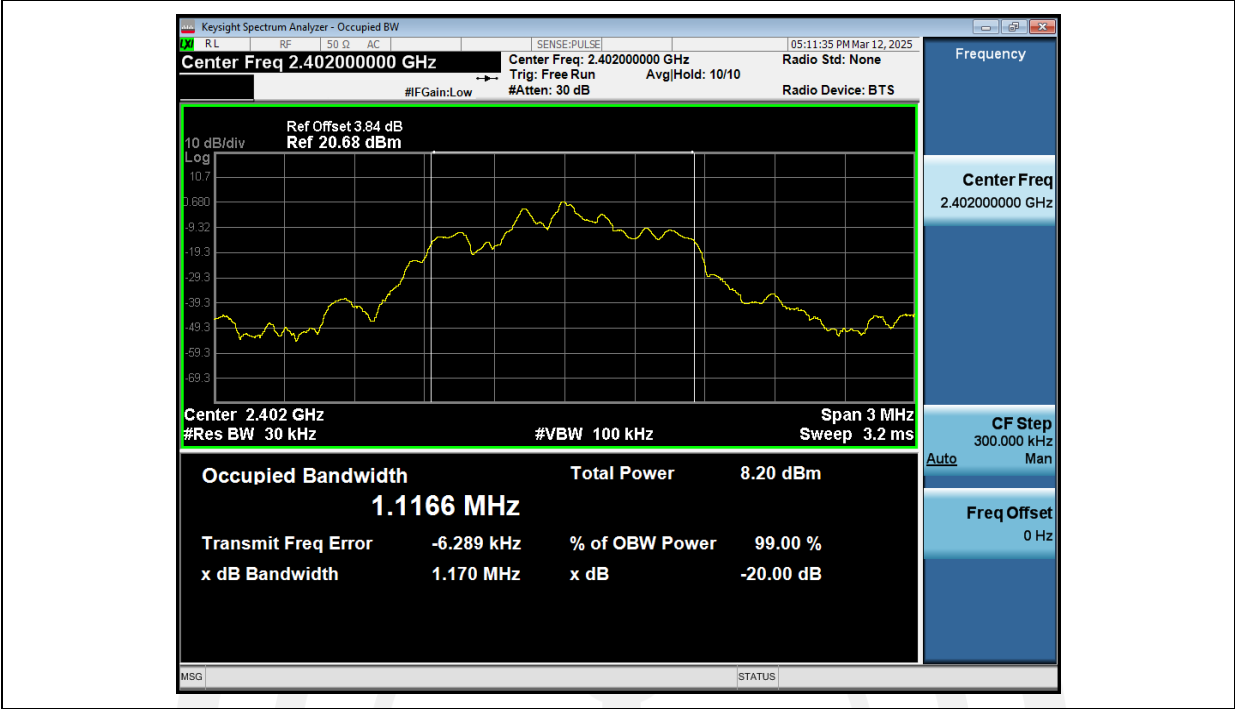 Keysight Spectrum Analyzer - Occupied BW
LXI RL RF 50 Ω AC SENSE:PULSE 05:11:35 PM Mar 12, 2025
Center Freq 2.402000000 GHz
Center Freq: 2.402000000 GHz
Radio Std: None
Trig: Free Run Avg|Hold: 10/10
#IFGain:Low
#Atten: 30 dB
Radio Device: BTS
Ref Offset 3.84 dB
10 dB/div Ref 20.68 dBm
Log
10.7
0.680
-9.32
-19.3
-29.3
-39.3
-49.3
-59.3
-69.3
Center 2.402 GHz
Span 3 MHz
#Res BW 30 kHz
#VBW 100 kHz
Sweep 3.2 ms
Occupied Bandwidth
Total Power 8.20 dBm
1.1166 MHz
Transmit Freq Error -6.289 kHz
% of OBW Power 99.00 %
x dB Bandwidth 1.170 MHz
x dB -20.00 dB
MSG
STATUS
Frequency
Center Freq
2.402000000 GHz
CF Step
300.000 kHz
Auto Man
Freq Offset
0 Hz